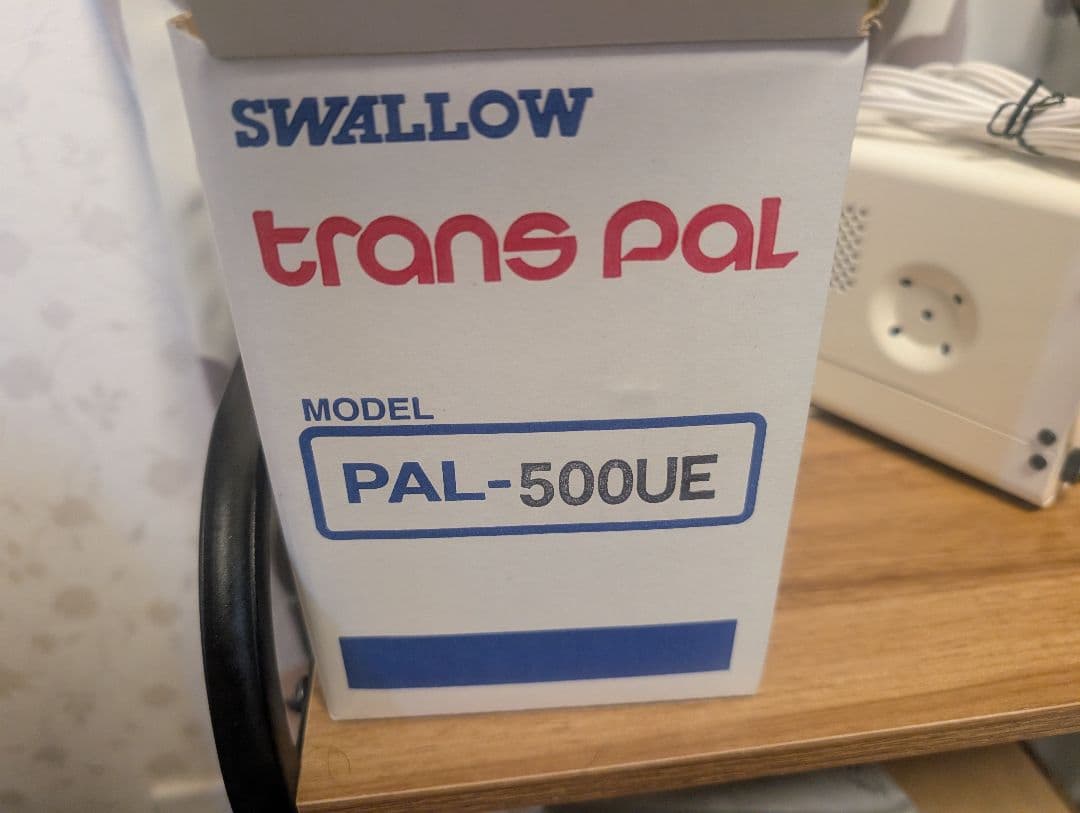 SWALLOW
trans pal
MODEL
PAL-500UE